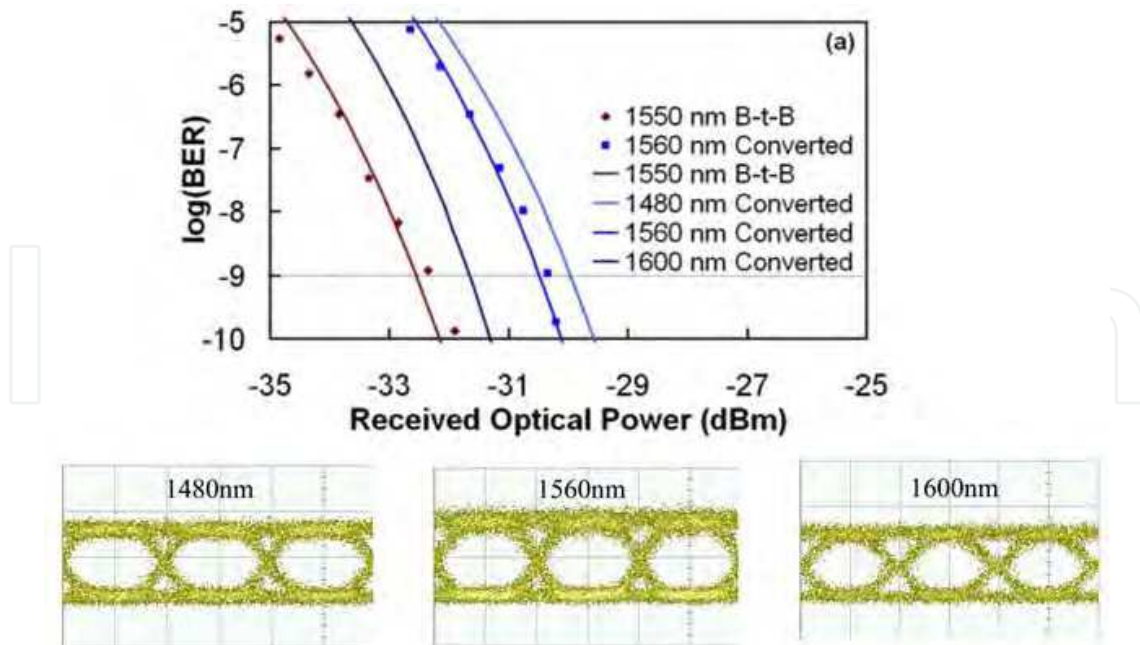 (a)
log(BER)
-5
-6
-7
-8
-9
-10
1550 nm B-t-B
1560 nm Converted
1550 nm B-t-B
1480 nm Converted
1560 nm Converted
1600 nm Converted
-35 -33 -31 -29 -27 -25
Received Optical Power (dBm)
1480nm 1560nm 1600nm